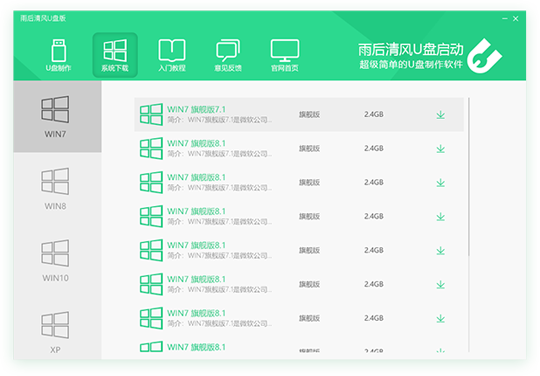 雨后清风U盘版
U盘制作
系统下载
入门教程
意见反馈
官网首页
雨后清风U盘启动
超级简单的U盘制作软件
WIN7
WIN8
WIN10
XP
WIN7 旗舰版7.1 旗舰版 2.4GB
简介：WIN7旗舰版7.1是微软公司...
WIN7 旗舰版8.1 旗舰版 2.4GB
简介：WIN7旗舰版7.1是微软公司...
WIN7 旗舰版8.1 旗舰版 2.4GB
简介：WIN7旗舰版7.1是微软公司...
WIN7 旗舰版8.1 旗舰版 2.4GB
简介：WIN7旗舰版7.1是微软公司...
WIN7 旗舰版8.1 旗舰版 2.4GB
简介：WIN7旗舰版7.1是微软公司...
WIN7 旗舰版8.1 旗舰版 2.4GB
简介：WIN7旗舰版7.1是微软公司...
WIN7 旗舰版8.1 旗舰版 2.4GB
简介：WIN7旗舰版7.1是微软公司...
WIN7 旗舰版8.1 旗舰版 2.4GB